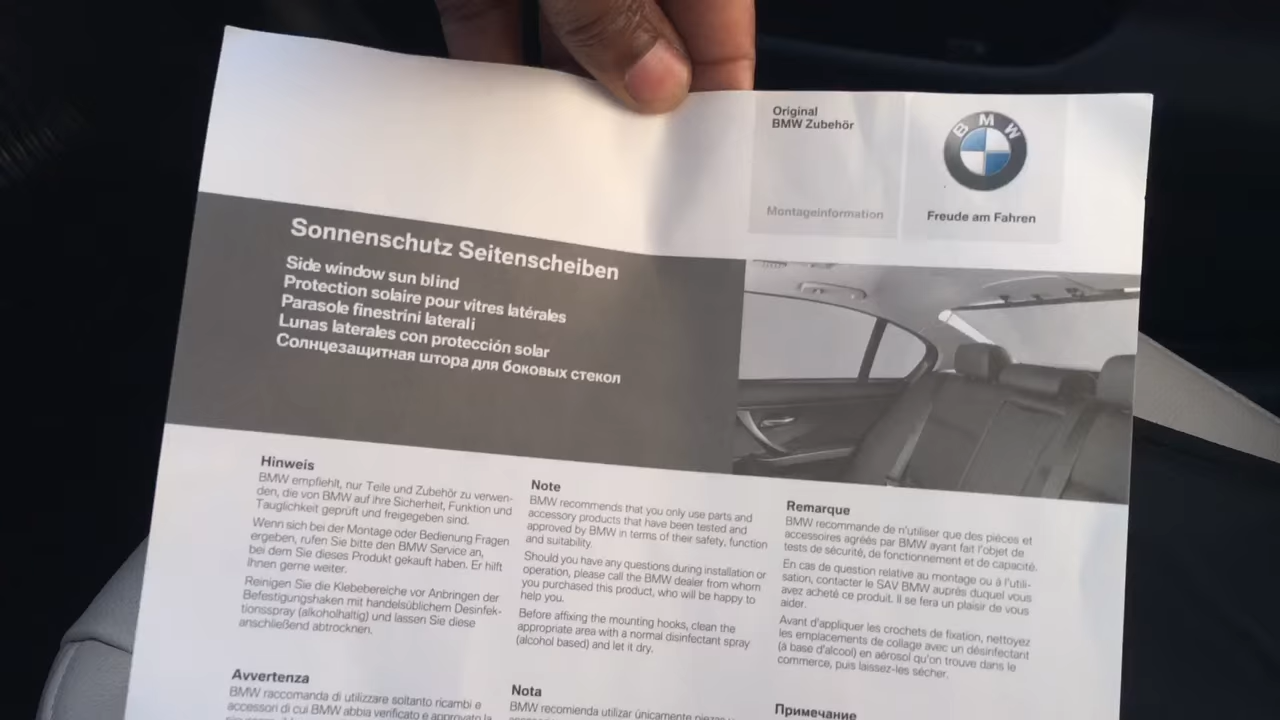 Original
BMW Zubehör
BMW
Montageinformation
Freude am Fahren
Sonnenschutz Seitenscheiben
Side window sun blind
Protection solaire pour vitres latérales
Parasole finestrini laterali
Lunas laterales con protección solar
Солнцезащитная штора для боковых стекол
Hinweis
BMW empfiehlt, nur Teile und Zubehör zu verwen-
den, die von BMW auf ihre Sicherheit, Funktion und
Tauglichkeit geprüft und freigegeben sind.
Wenn sich bei der Montage oder Bedienung Fragen
ergeben, rufen Sie bitte den BMW Service an,
bei dem Sie dieses Produkt gekauft haben. Er hilft
Ihnen gerne weiter.
Reinigen Sie die Klebebereiche vor Anbringen der
Befestigungshaken mit handelsüblichem Desinfek-
tionsspray (alkoholhaltig) und lassen Sie diese
anschließend abtrocknen.
Note
BMW recommends that you only use parts and
accessory products that have been tested and
approved by BMW in terms of their safety, function
and suitability.
Should you have any questions during installation or
operation, please call the BMW dealer from whom
you purchased this product, who will be happy to
help you.
Before affixing the mounting hooks, clean the
appropriate area with a normal disinfectant spray
(alcohol based) and let it dry.
Remarque
BMW recommande de n'utiliser que des pièces et
accessoires agréés par BMW ayant fait l'objet de
tests de sécurité, de fonctionnement et de capacité.
En cas de question relative au montage ou à l'utili-
sation, contacter le SAV BMW auprès duquel vous
avez acheté ce produit. Il se fera un plaisir de vous
aider.
Avant d'appliquer les crochets de fixation, nettoyez
les emplacements de collage avec un désinfectant
(à base d'alcool) en aérosol qu'on trouve dans le
commerce, puis laissez-les sécher.
Avvertenza
BMW raccomanda di utilizzare soltanto ricambi e
accessori di cui BMW abbia verificato e approvato la
Nota
BMW recomienda utilizar únicamente piezas
Примечание